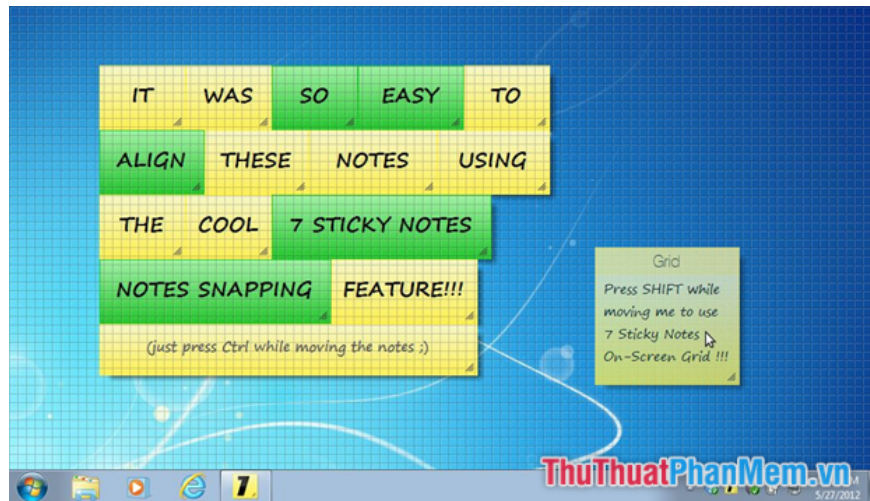 IT WAS SO EASY TO
ALIGN THESE NOTES USING
THE COOL 7 STICKY NOTES
NOTES SNAPPING FEATURE!!!
(just press Ctrl while moving the notes ;)
Grid
Press SHIFT while
moving me to use
7 Sticky Notes
On-Screen Grid !!!
7
ThuThuatPhanMem.vn
5/27/2012